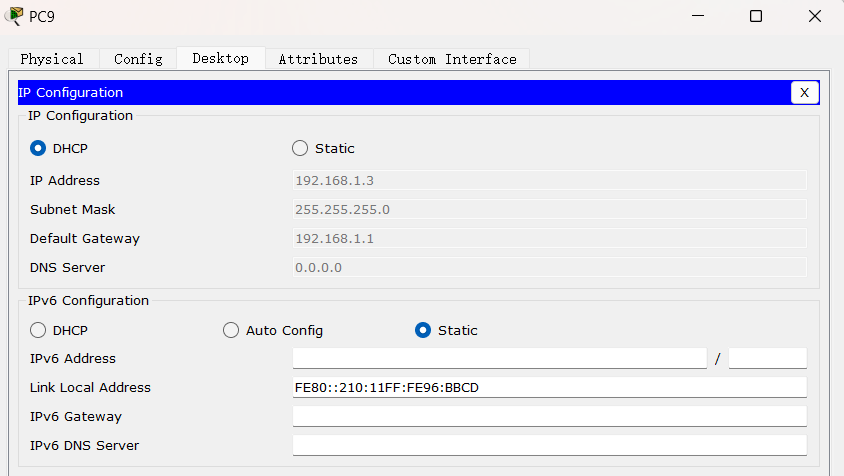 PC9
Physical Config Desktop Attributes Custom Interface
IP Configuration X
IP Configuration
DHCP Static
IP Address 192.168.1.3
Subnet Mask 255.255.255.0
Default Gateway 192.168.1.1
DNS Server 0.0.0.0
IPv6 Configuration
DHCP Auto Config Static
IPv6 Address /
Link Local Address FE80::210:11FF:FE96:BBCD
IPv6 Gateway
IPv6 DNS Server